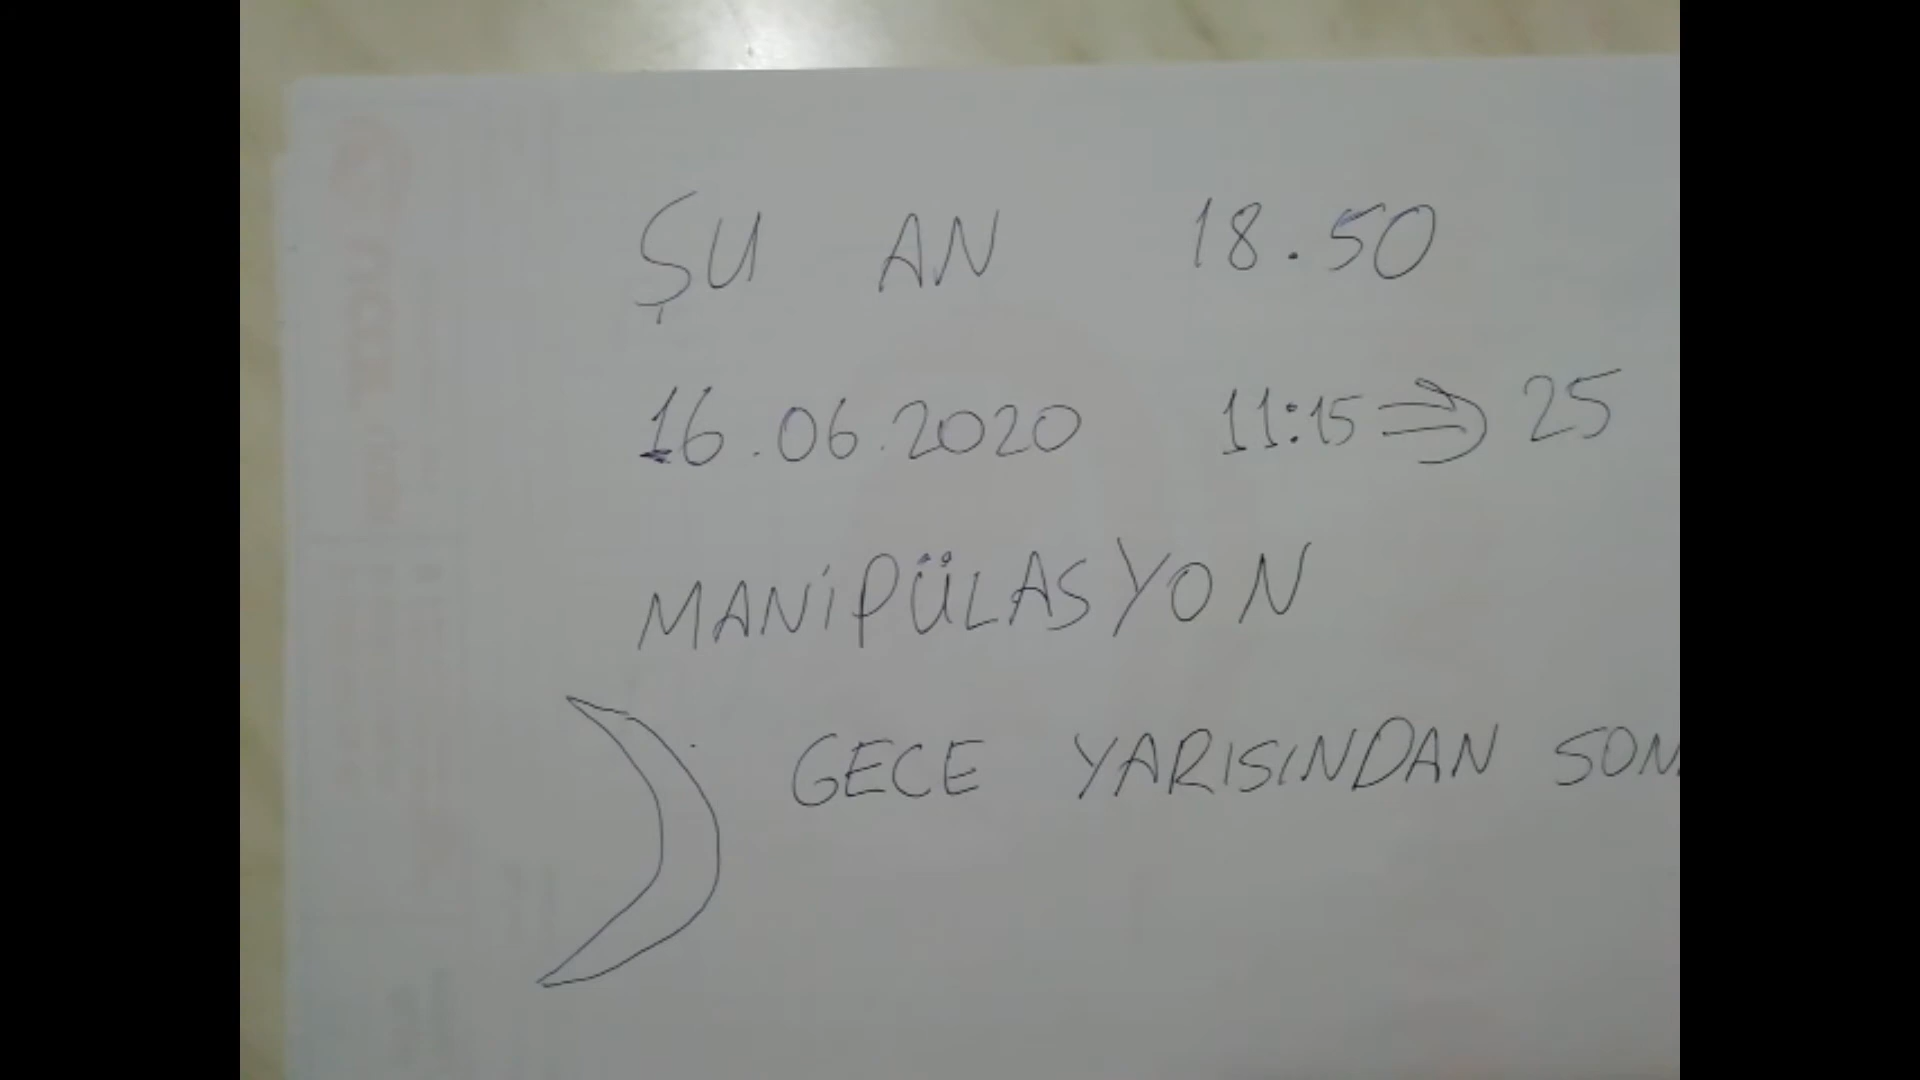 ŞU AN 18.50
16.06.2020 11:15 ⇒ 25
MANİPÜLASYON
GECE YARISINDAN SON